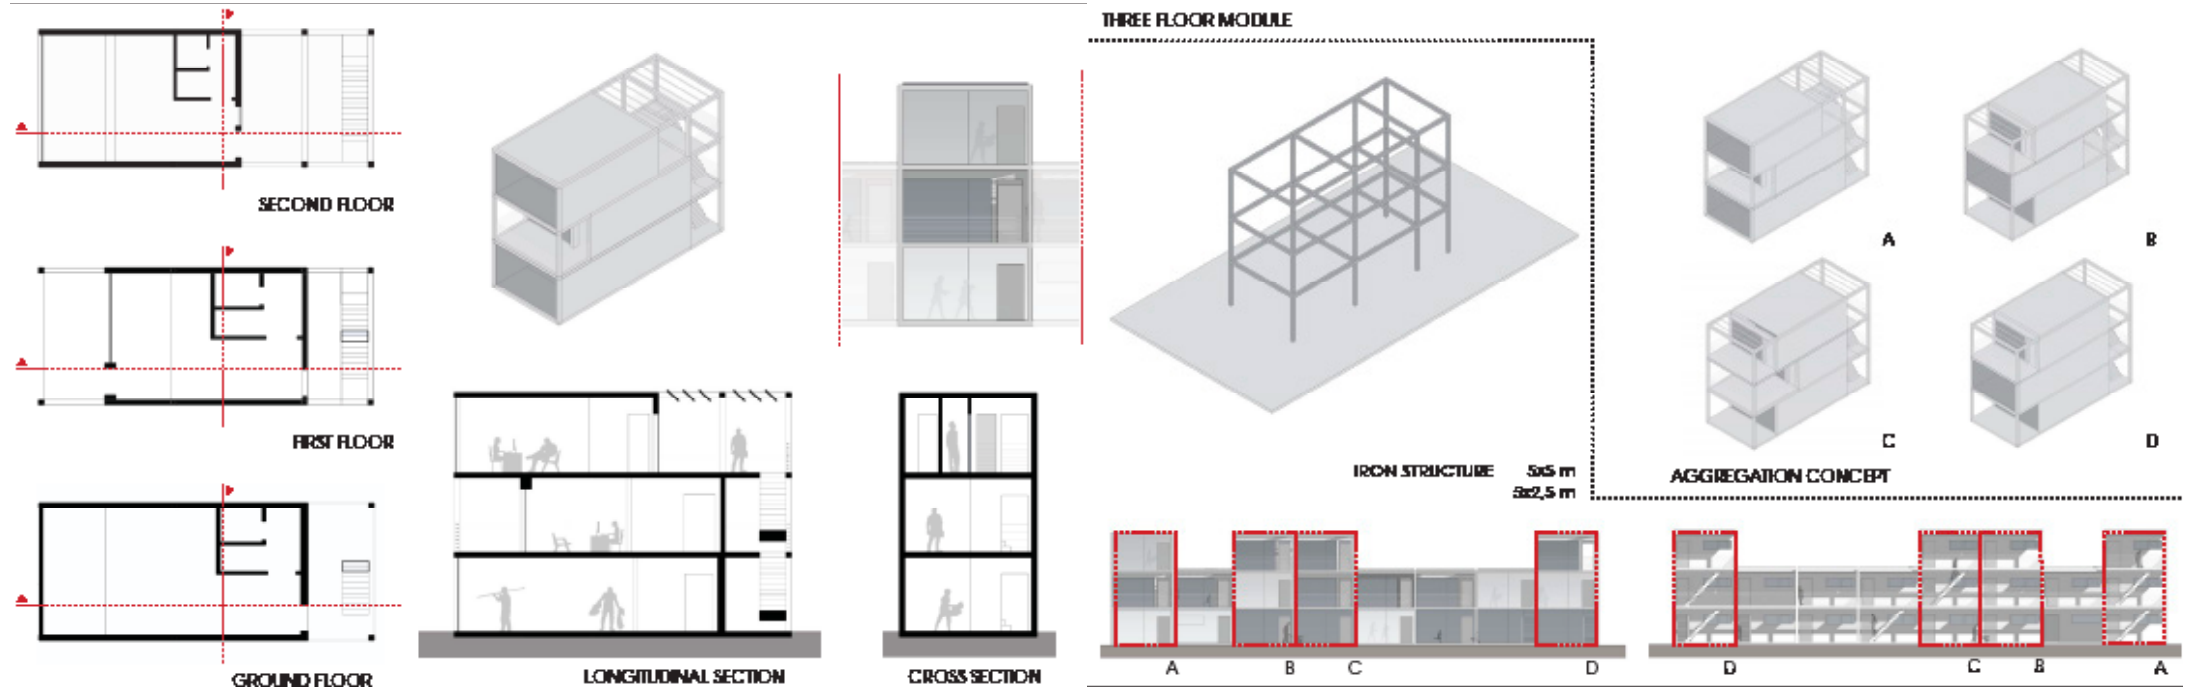 THREE FLOOR MODULE
SECOND FLOOR
FIRST FLOOR
GROUND FLOOR
LONGITUDINAL SECTION
CROSS SECTION
IRON STRUCTURE 5x5 m
5x2,5 m
A
B
C
D
AGGREGATION CONCEPT
A B C D
D C B A